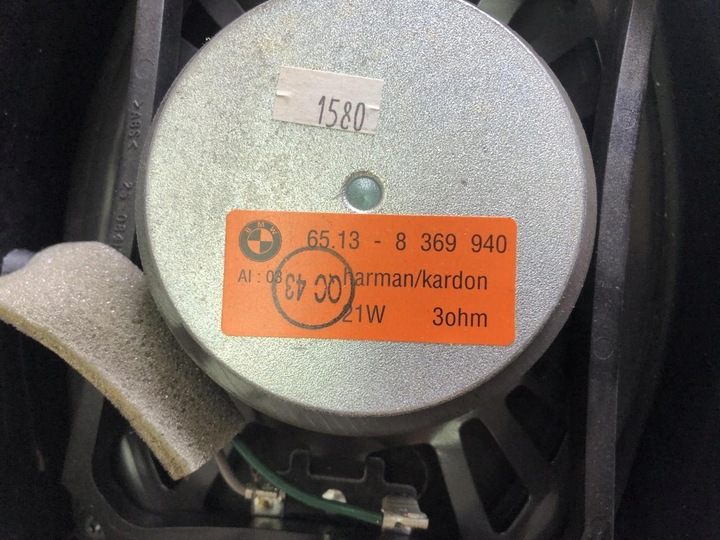 1580
BMW
65.13 - 8 369 940
AI : 03
harman/kardon
QC 43
21W 3ohm